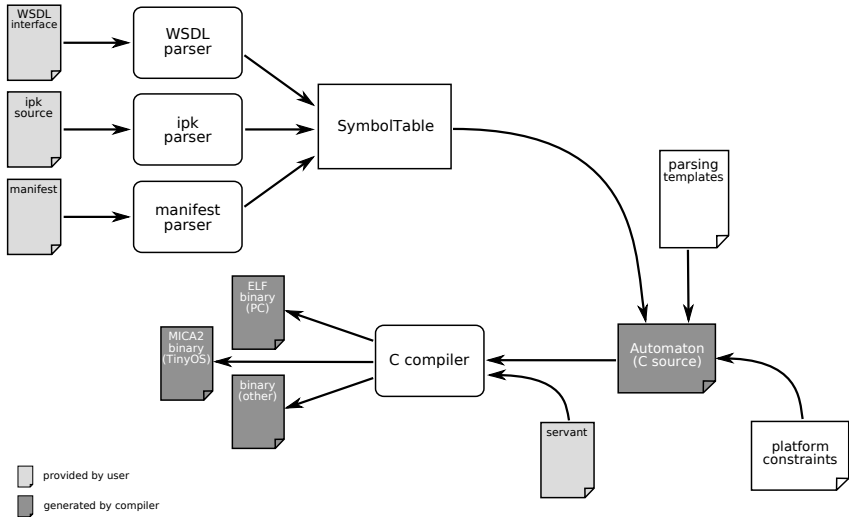 WSDL
interface
WSDL
parser
ipk
source
ipk
parser
SymbolTable
manifest
manifest
parser
parsing
templates
ELF
binary
(PC)
MICA2
binary
(TinyOS)
binary
(other)
C compiler
Automaton
(C source)
servant
platform
constraints
provided by user
generated by compiler